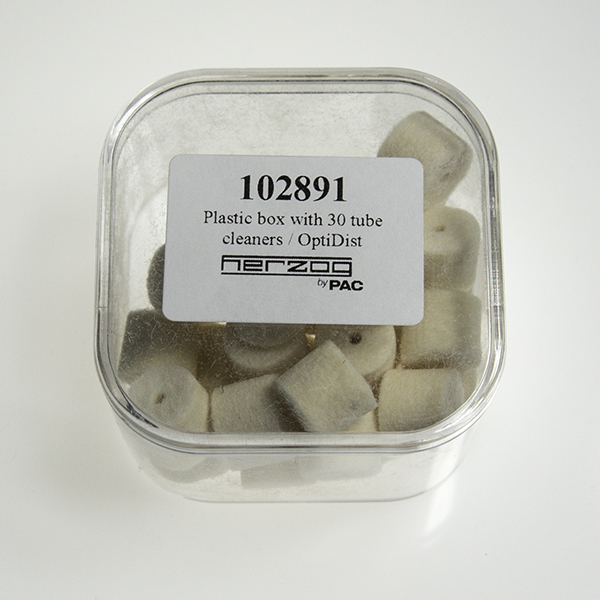 102891
Plastic box with 30 tube
cleaners / OptiDist
herzog
by PAC